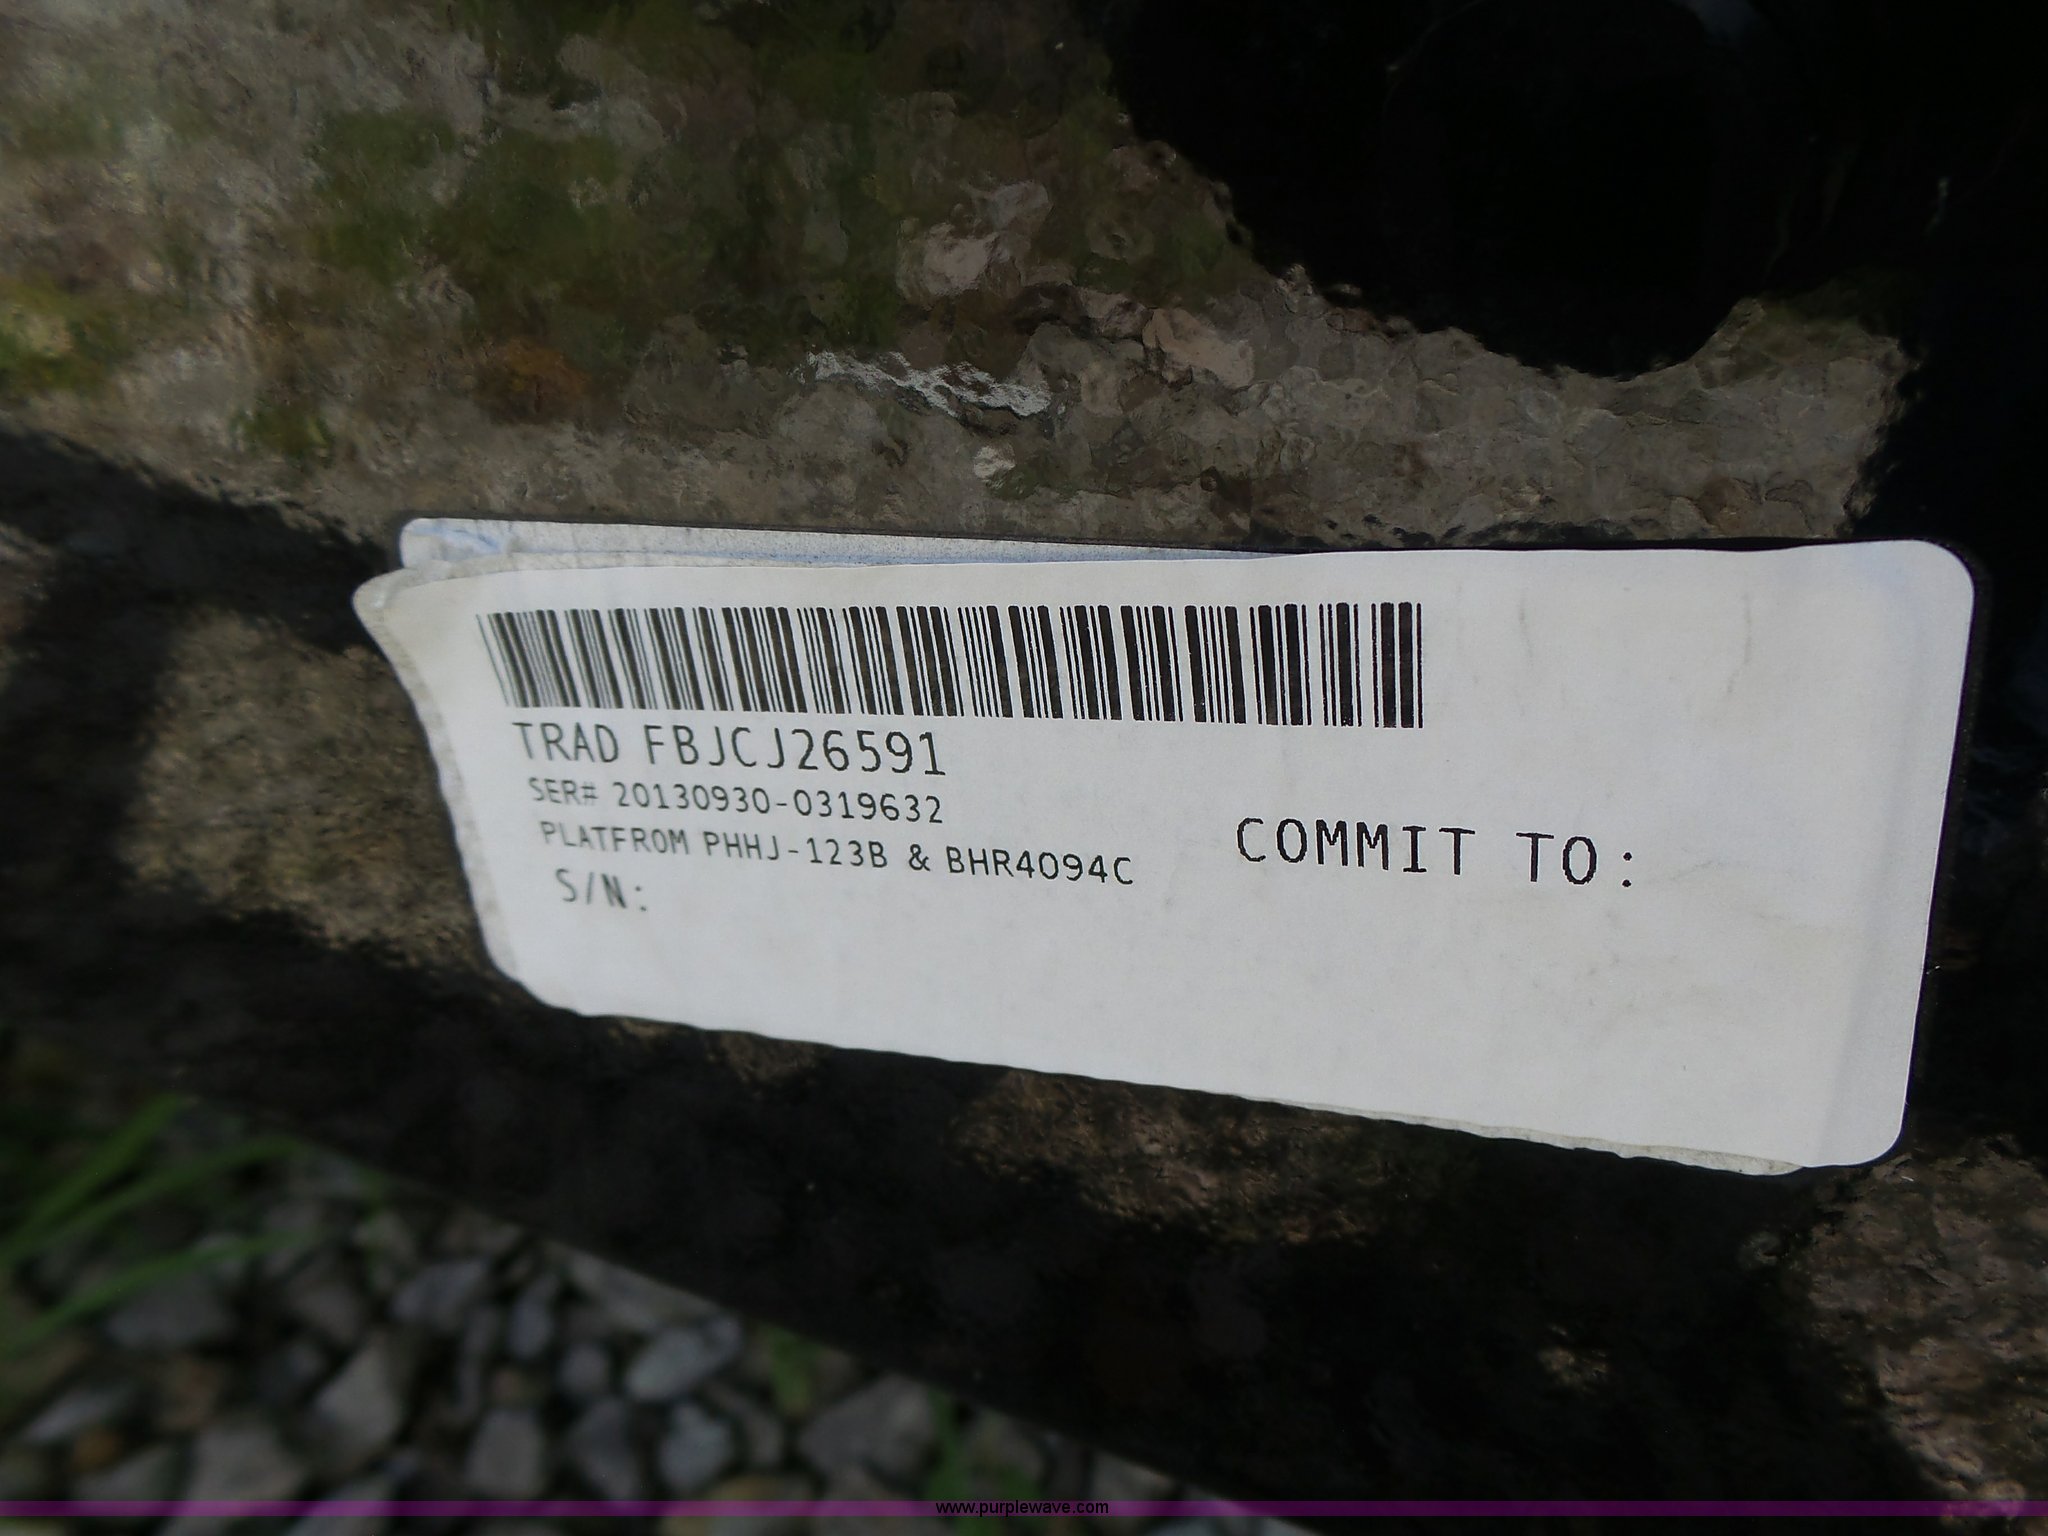 TRAD FBJCJ26591
SER# 20130930-0319632
PLATFROM PHHJ-123B & BHR4094C
S/N:
COMMIT TO:
www.purplewave.com